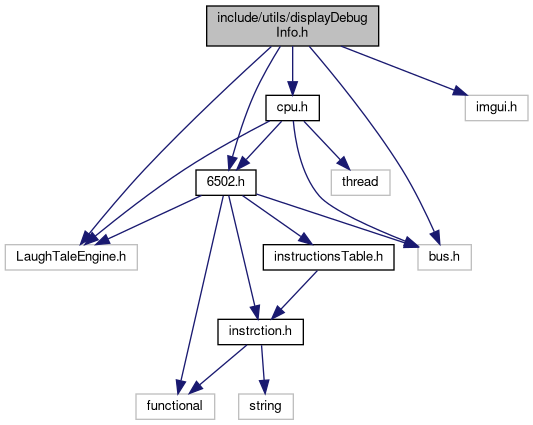 include/utils/displayDebug
Info.h
cpu.h
imgui.h
6502.h
thread
LaughTaleEngine.h
instructionsTable.h
bus.h
instrction.h
functional
string